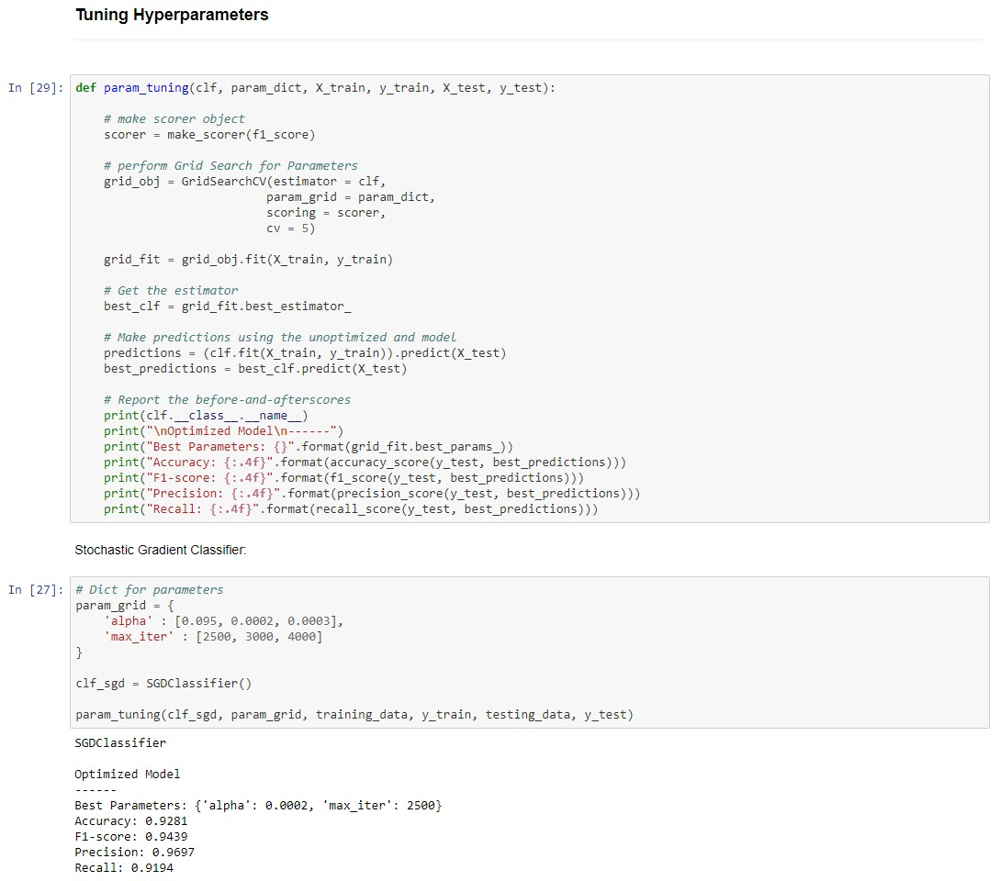 Tuning Hyperparameters
In [29]: def param_tuning(clf, param_dict, X_train, y_train, X_test, y_test):
# make scorer object
scorer = make_scorer(f1_score)
# perform Grid Search for Parameters
grid_obj = GridSearchCV(estimator = clf,
param_grid = param_dict,
scoring = scorer,
cv = 5)
grid_fit = grid_obj.fit(X_train, y_train)
# Get the estimator
best_clf = grid_fit.best_estimator_
# Make predictions using the unoptimized and model
predictions = (clf.fit(X_train, y_train)).predict(X_test)
best_predictions = best_clf.predict(X_test)
# Report the before-and-afterscores
print(clf.__class__.__name__)
print("\nOptimized Model\n------")
print("Best Parameters: {}".format(grid_fit.best_params_))
print("Accuracy: {:.4f}".format(accuracy_score(y_test, best_predictions)))
print("F1-score: {:.4f}".format(f1_score(y_test, best_predictions)))
print("Precision: {:.4f}".format(precision_score(y_test, best_predictions)))
print("Recall: {:.4f}".format(recall_score(y_test, best_predictions)))
Stochastic Gradient Classifier:
In [27]: # Dict for parameters
param_grid = {
'alpha' : [0.095, 0.0002, 0.0003],
'max_iter' : [2500, 3000, 4000]
}
clf_sgd = SGDClassifier()
param_tuning(clf_sgd, param_grid, training_data, y_train, testing_data, y_test)
SGDClassifier
Optimized Model
------
Best Parameters: {'alpha': 0.0002, 'max_iter': 2500}
Accuracy: 0.9281
F1-score: 0.9439
Precision: 0.9697
Recall: 0.9194